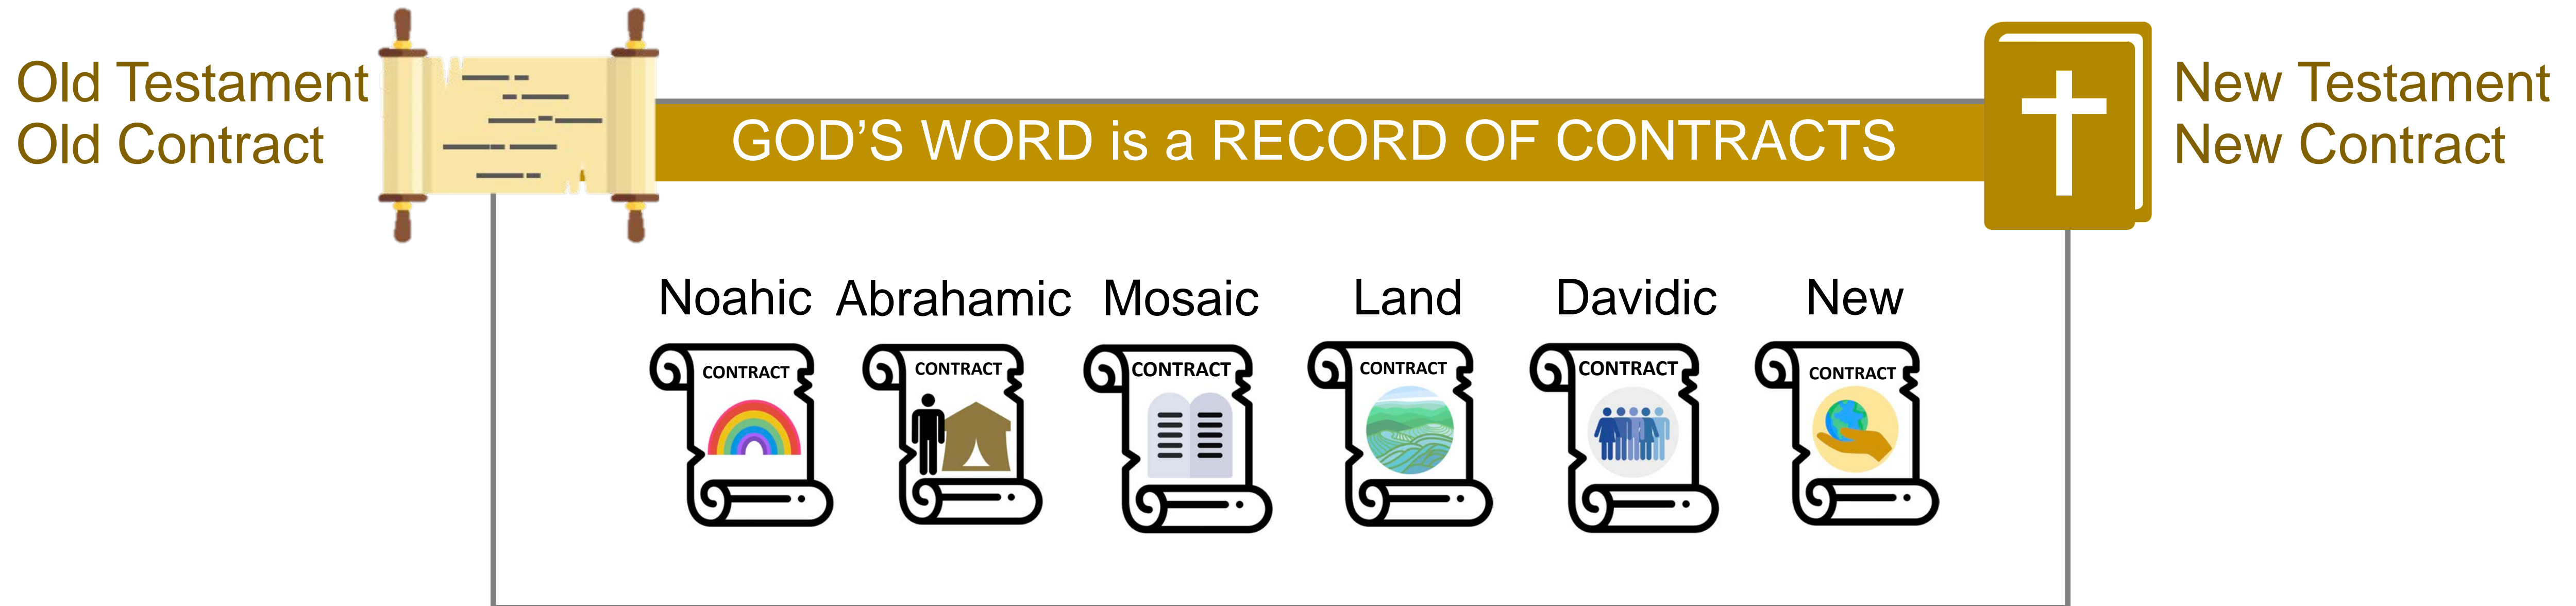 Old Testament
Old Contract
GOD’S WORD is a RECORD OF CONTRACTS
New Testament
New Contract
Noahic Abrahamic Mosaic Land Davidic New
CONTRACT CONTRACT CONTRACT CONTRACT CONTRACT CONTRACT